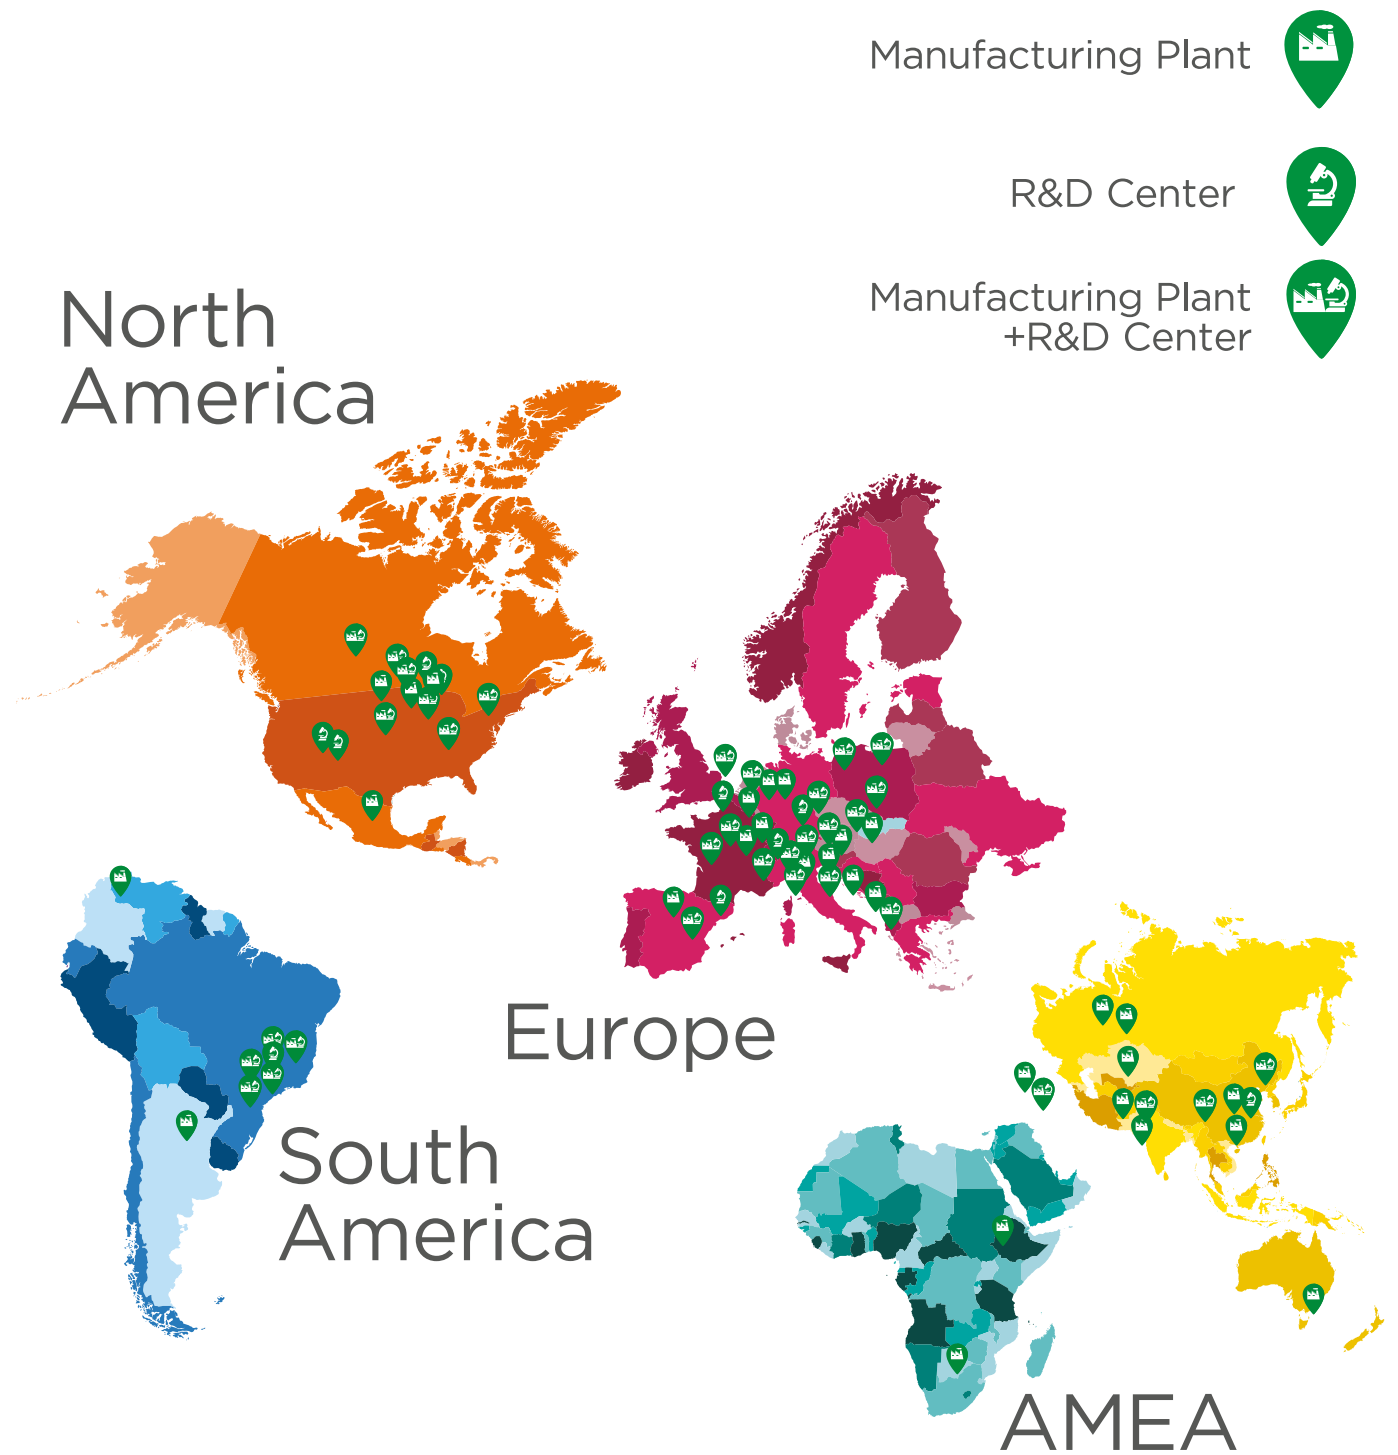 Manufacturing Plant
R&D Center
Manufacturing Plant
+R&D Center
North
America
Europe
South
America
AMEA